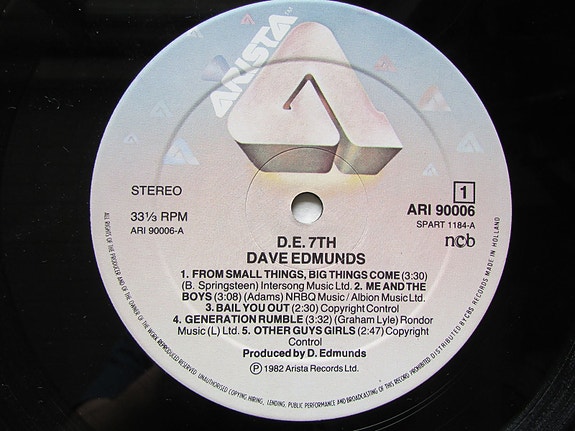 ARISTA™
STEREO
1
33⅓ RPM
ARI 90006
ARI 90006-A
SPART 1184-A
ncb
D.E. 7TH
DAVE EDMUNDS
1. FROM SMALL THINGS, BIG THINGS COME (3:30)
(B. Springsteen) Intersong Music Ltd. 2. ME AND THE
BOYS (3:08) (Adams) NRBQ Music / Albion Music Ltd.
3. BAIL YOU OUT (2:30) Copyright Control
4. GENERATION RUMBLE (3:32) (Graham Lyle) Rondor
Music (L) Ltd. 5. OTHER GUYS GIRLS (2:47) Copyright
Control
Produced by D. Edmunds
Ⓟ 1982 Arista Records Ltd.
ALL RIGHTS OF THE PRODUCER AND OF THE OWNER OF THE WORK REPRODUCED RESERVED UNAUTHORISED COPYING HIRING, LENDING, PUBLIC PERFORMANCE AND BROADCASTING OF THIS RECORD PROHIBITED DISTRIBUTED BY CBS RECORDS MADE IN HOLLAND